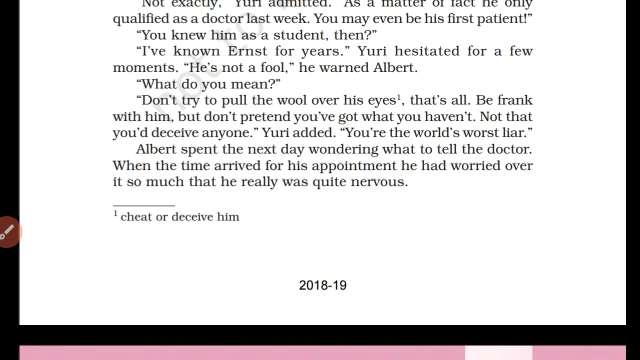 "Not exactly," Yuri admitted. "As a matter of fact he only
qualified as a doctor last week. You may even be his first patient!"
"You knew him as a student, then?"
"I've known Ernst for years." Yuri hesitated for a few
moments. "He's not a fool," he warned Albert.
"What do you mean?"
"Don't try to pull the wool over his eyes¹, that's all. Be frank
with him, but don't pretend you've got what you haven't. Not that
you'd deceive anyone." Yuri added. "You're the world's worst liar."
Albert spent the next day wondering what to tell the doctor.
When the time arrived for his appointment he had worried over
it so much that he really was quite nervous.
¹ cheat or deceive him
2018-19